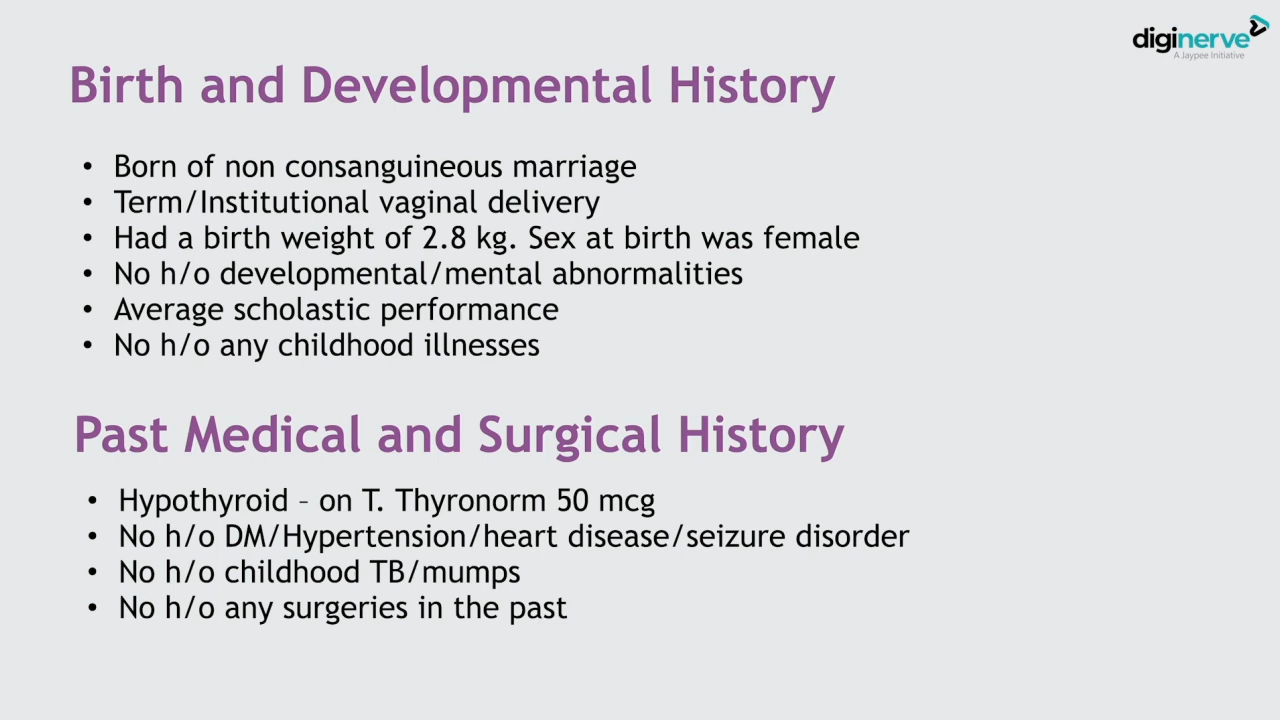 diginerve
A Jaypee Initiative
Birth and Developmental History
• Born of non consanguineous marriage
• Term/Institutional vaginal delivery
• Had a birth weight of 2.8 kg. Sex at birth was female
• No h/o developmental/mental abnormalities
• Average scholastic performance
• No h/o any childhood illnesses
Past Medical and Surgical History
• Hypothyroid – on T. Thyronorm 50 mcg
• No h/o DM/Hypertension/heart disease/seizure disorder
• No h/o childhood TB/mumps
• No h/o any surgeries in the past